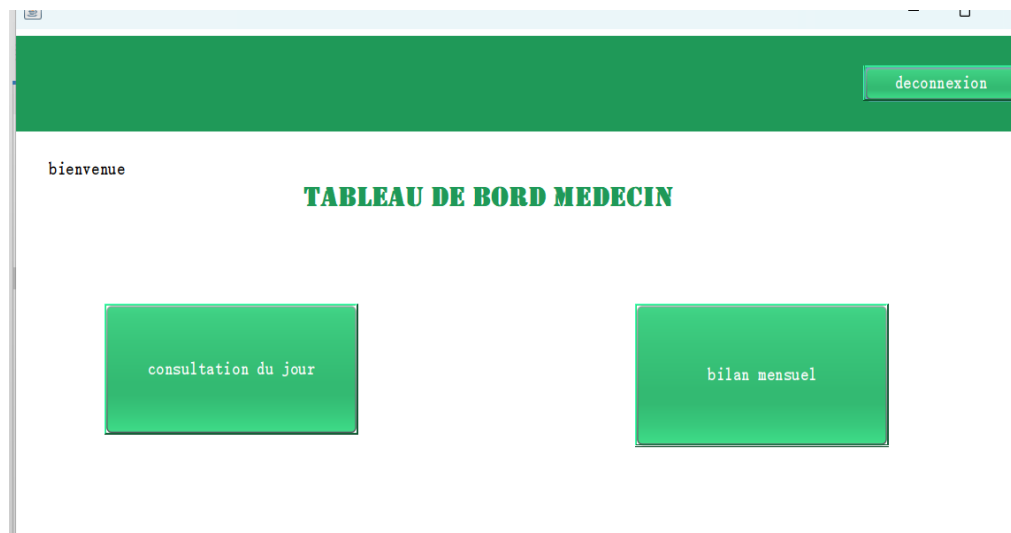 deconnexion
bienvenue
TABLEAU DE BORD MEDECIN
consultation du jour
bilan mensuel